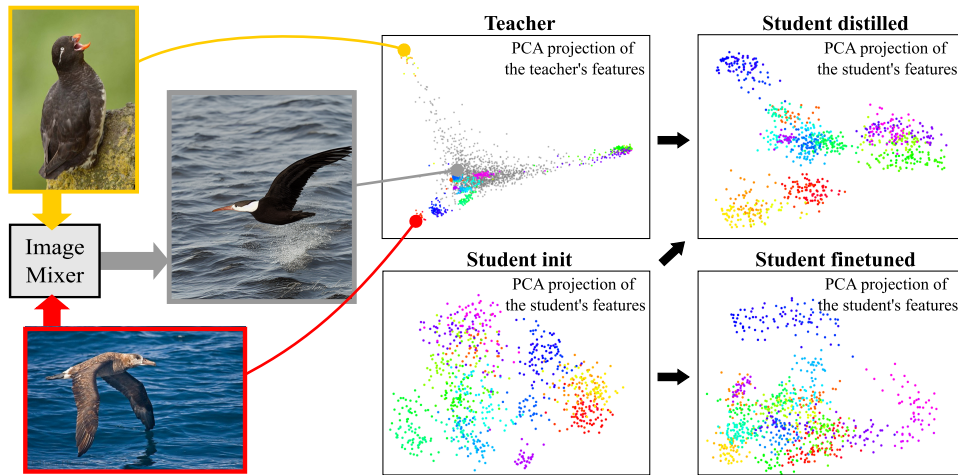 Teacher
PCA projection of
the teacher's features
Student distilled
PCA projection of
the student's features
Image
Mixer
Student init
PCA projection of
the student's features
Student finetuned
PCA projection of
the student's features